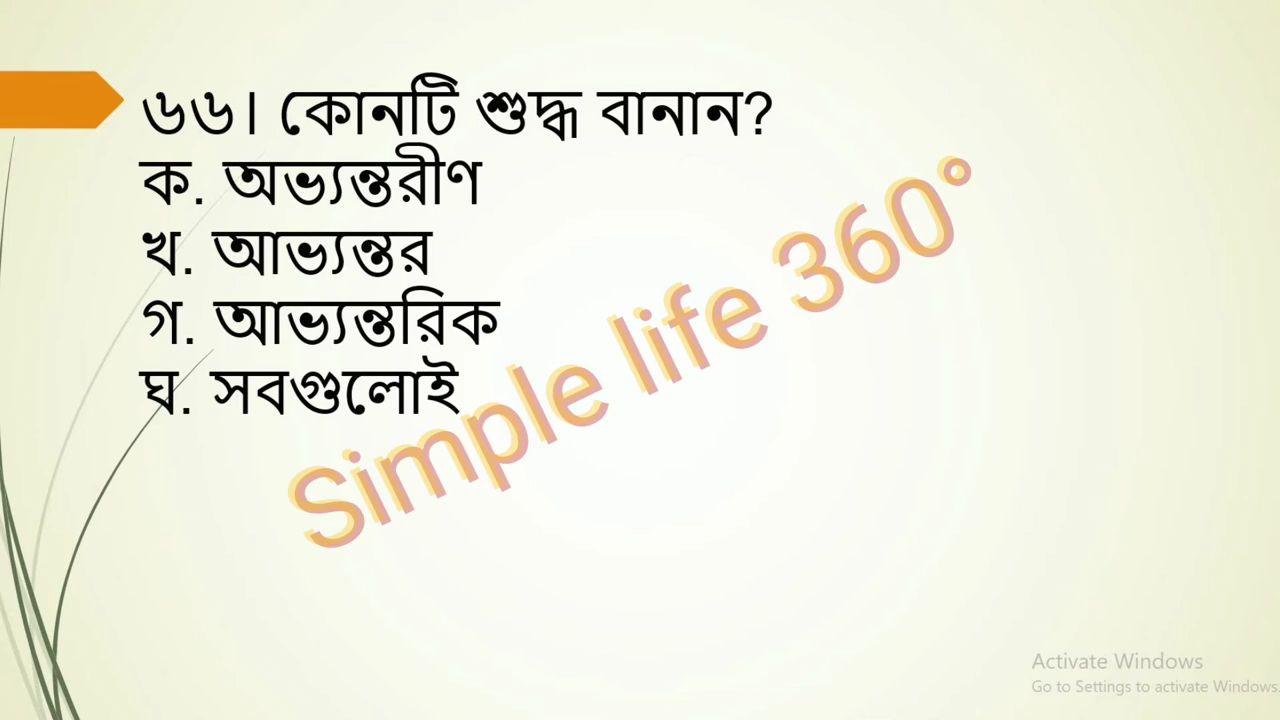 ৬৬। কোনটি শুদ্ধ বানান?
ক. অভ্যন্তরীণ
খ. আভ্যন্তর
গ. আভ্যন্তরিক
ঘ. সবগুলোই
Simple life 360°
Activate Windows
Go to Settings to activate Windows.